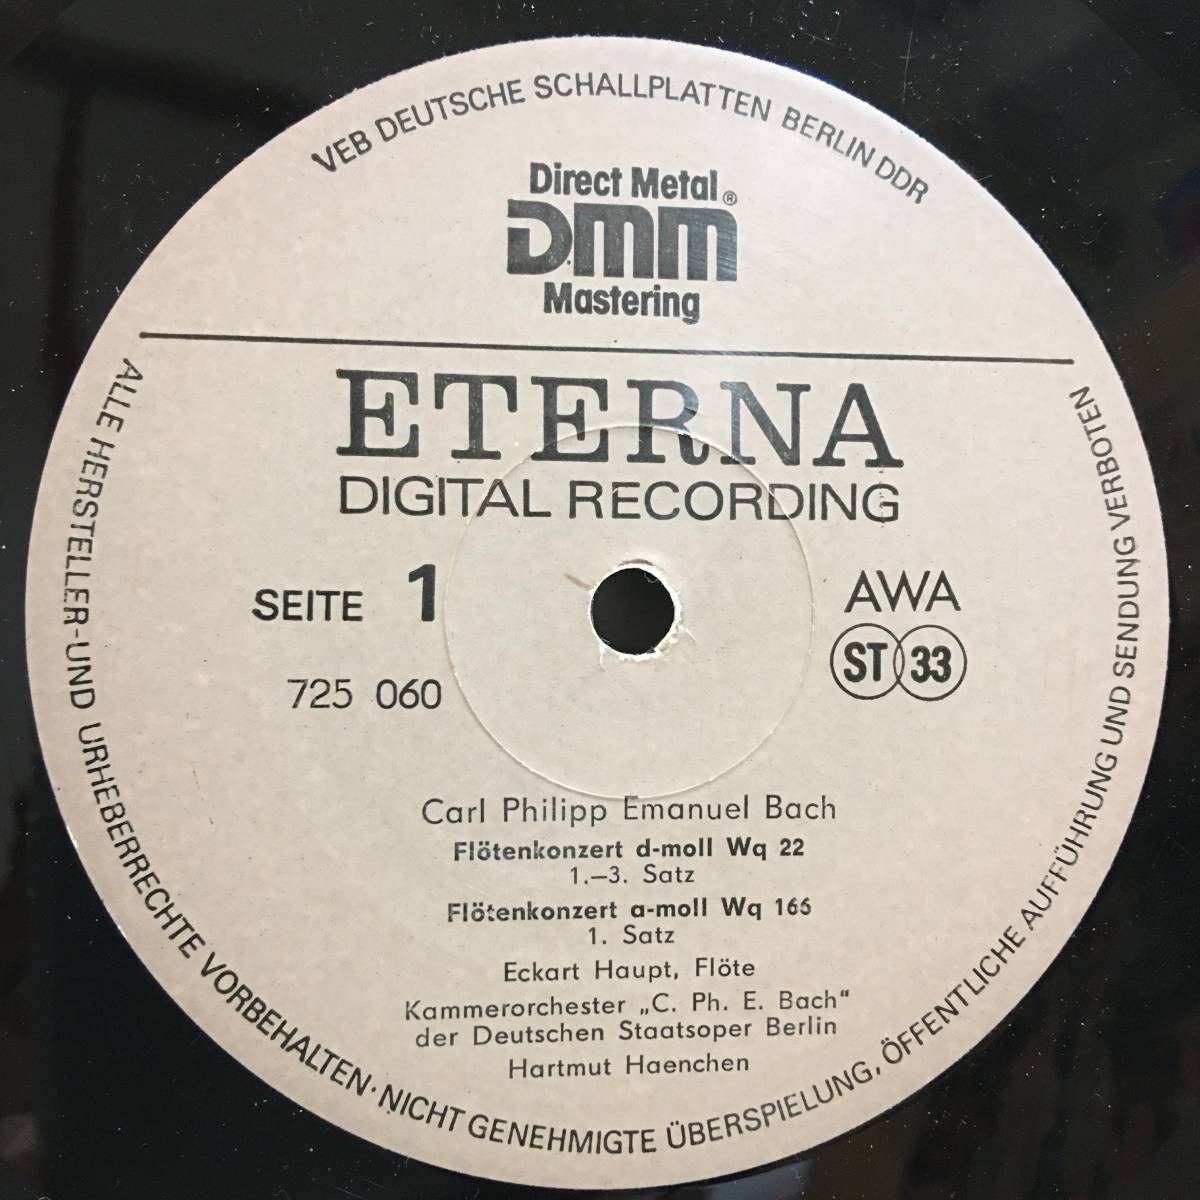 VEB DEUTSCHE SCHALLPLATTEN BERLIN DDR
Direct Metal ®
DMM
Mastering
ETERNA
DIGITAL RECORDING
SEITE 1
725 060
AWA
ST 33
Carl Philipp Emanuel Bach
Flötenkonzert d-moll Wq 22
1.—3. Satz
Flötenkonzert a-moll Wq 166
1. Satz
Eckart Haupt, Flöte
Kammerorchester „C. Ph. E. Bach“
der Deutschen Staatsoper Berlin
Hartmut Haenchen
ALLE HERSTELLER-UND URHEBERRECHTE VORBEHALTEN · NICHT GENEHMIGTE ÜBERSPIELUNG, ÖFFENTLICHE AUFFÜHRUNG UND SENDUNG VERBOTEN